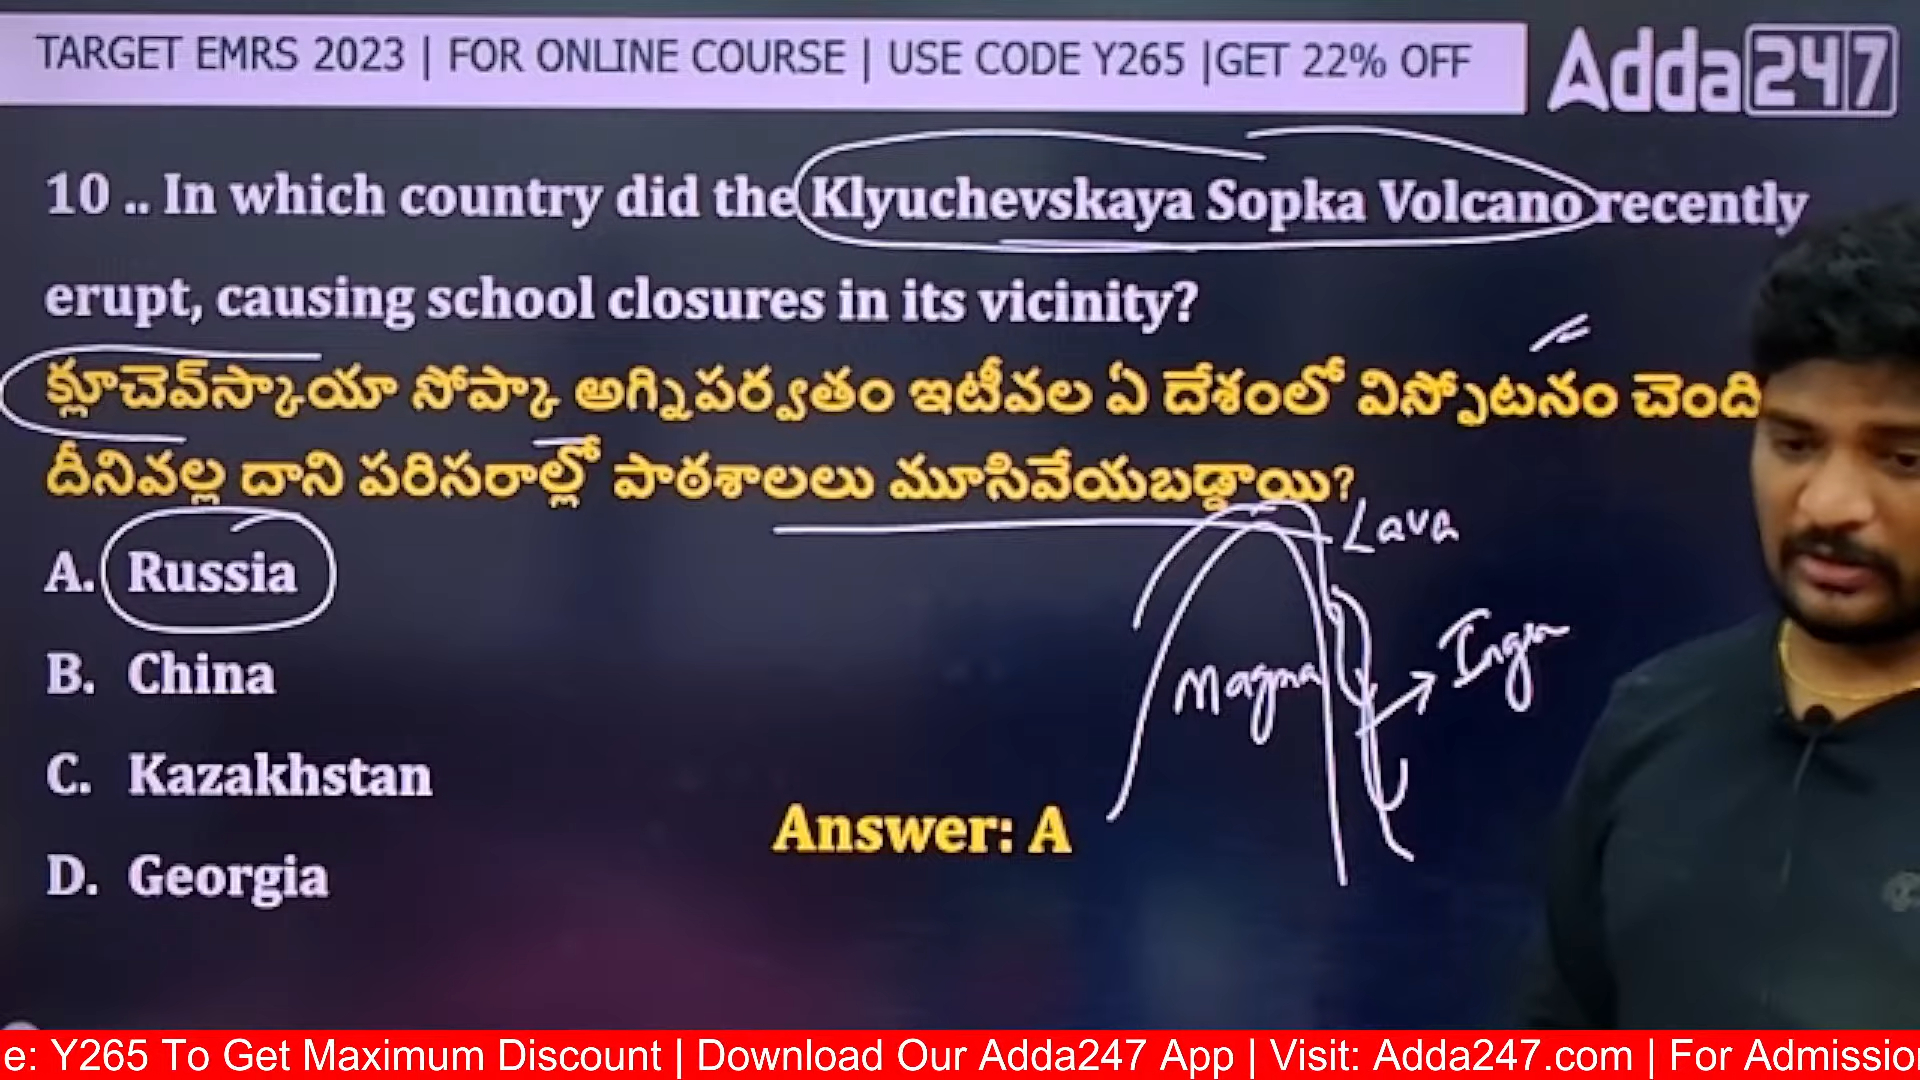 TARGET EMRS 2023 | FOR ONLINE COURSE | USE CODE Y265 |GET 22% OFF
Adda247
10 .. In which country did the Klyuchevskaya Sopka Volcano recently
erupt, causing school closures in its vicinity?
క్లూచెవ్‌స్కాయా సోప్కా అగ్నిపర్వతం ఇటీవల ఏ దేశంలో విస్ఫోటనం చెంది
దీనివల్ల దాని పరిసరాల్లో పాఠశాలలు మూసివేయబడ్డాయి?
Lava
A. Russia
B. China
Magma
C. Kazakhstan
Answer: A
D. Georgia
e: Y265 To Get Maximum Discount | Download Our Adda247 App | Visit: Adda247.com | For Admission